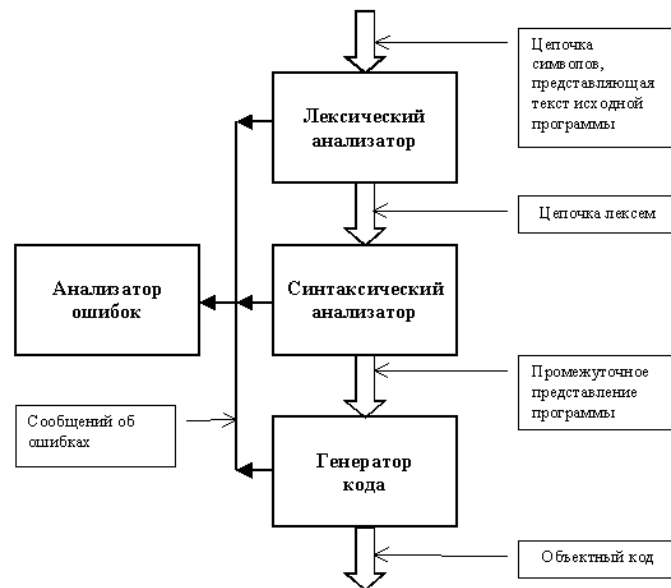 Цепочка
символов,
представляющая
текст исходной
программы
Лексический
анализатор
Цепочка лексем
Анализатор
ошибок
Синтаксический
анализатор
Промежуточное
представление
программы
Сообщений об
ошибках
Генератор
кода
Объектный код